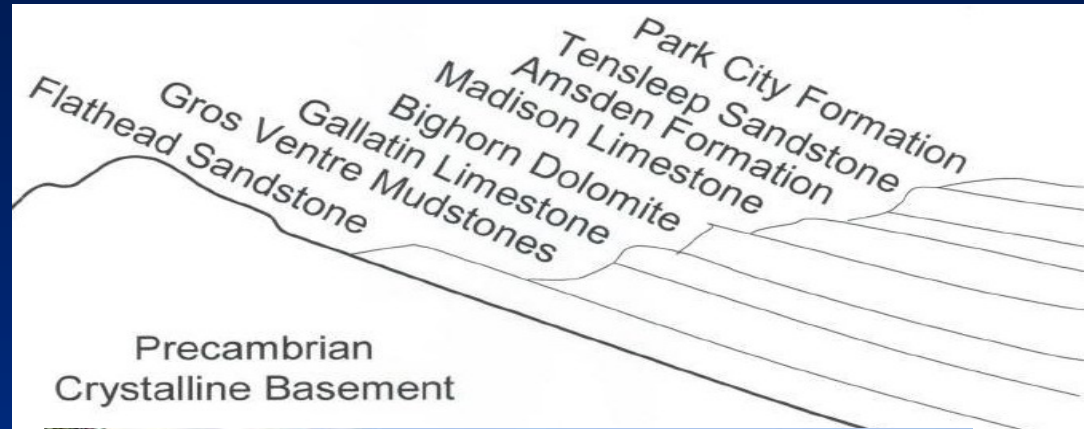 Park City Formation
Tensleep Sandstone
Amsden Formation
Madison Limestone
Bighorn Dolomite
Gallatin Limestone
Gros Ventre Mudstones
Flathead Sandstone
Precambrian
Crystalline Basement